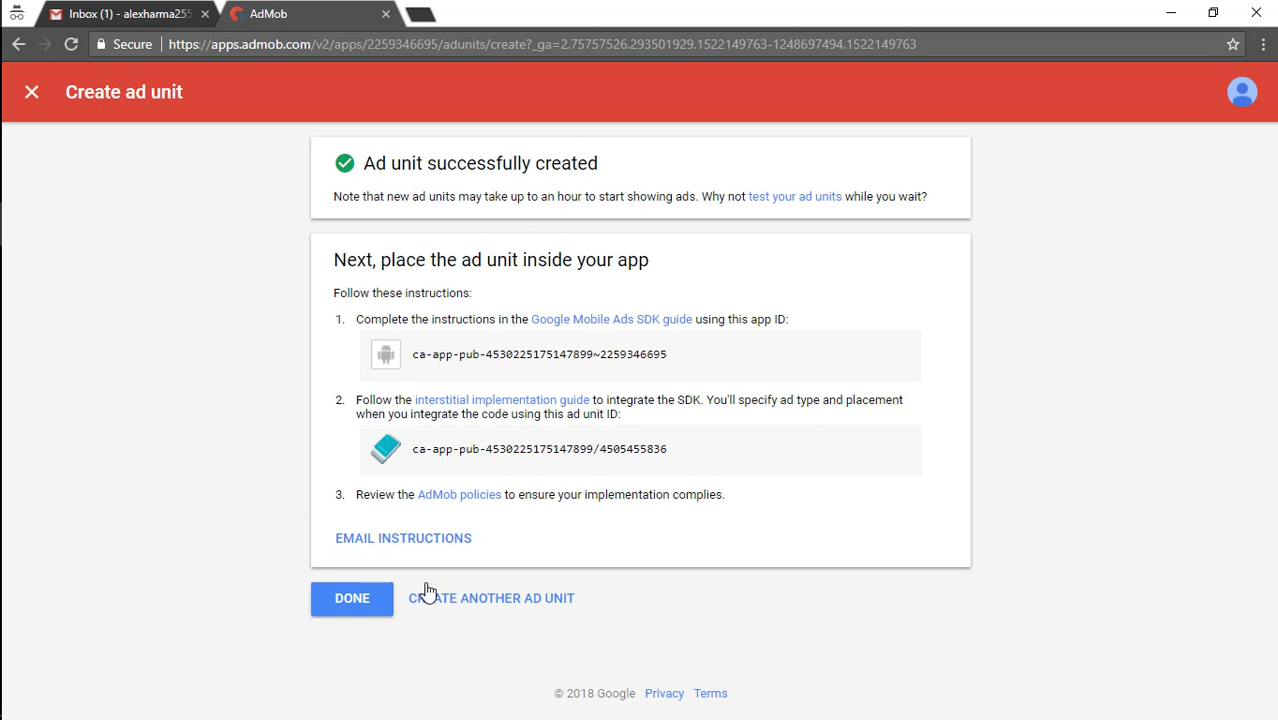 Inbox (1) - alexharma255
AdMob
Secure
https://apps.admob.com/v2/apps/2259346695/adunits/create?_ga=2.75757526.293501929.1522149763-1248697494.1522149763
Create ad unit
Ad unit successfully created
Note that new ad units may take up to an hour to start showing ads. Why not test your ad units while you wait?
Next, place the ad unit inside your app
Follow these instructions:
1. Complete the instructions in the Google Mobile Ads SDK guide using this app ID:
ca-app-pub-4530225175147899~2259346695
2. Follow the interstitial implementation guide to integrate the SDK. You'll specify ad type and placement
when you integrate the code using this ad unit ID:
ca-app-pub-4530225175147899/4505455836
3. Review the AdMob policies to ensure your implementation complies.
EMAIL INSTRUCTIONS
DONE
CREATE ANOTHER AD UNIT
© 2018 Google
Privacy
Terms